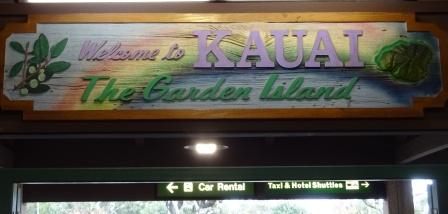 Welcome to KAUAI
The Garden Island
Car Rental
Taxi & Hotel Shuttles